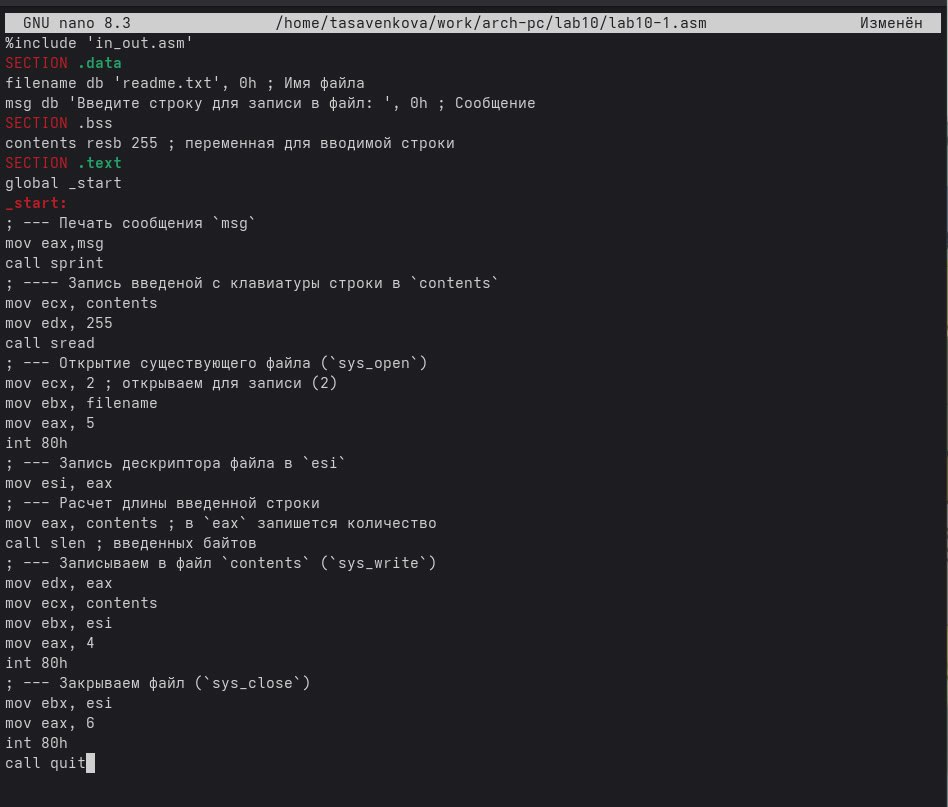 GNU nano 8.3 /home/tasavenkova/work/arch-pc/lab10/lab10-1.asm Изменён
%include 'in_out.asm'
SECTION .data
filename db 'readme.txt', 0h ; Имя файла
msg db 'Введите строку для записи в файл: ', 0h ; Сообщение
SECTION .bss
contents resb 255 ; переменная для вводимой строки
SECTION .text
global _start
_start:
; --- Печать сообщения `msg`
mov eax,msg
call sprint
; ---- Запись введеной с клавиатуры строки в `contents`
mov ecx, contents
mov edx, 255
call sread
; --- Открытие существующего файла (`sys_open`)
mov ecx, 2 ; открываем для записи (2)
mov ebx, filename
mov eax, 5
int 80h
; --- Запись дескриптора файла в `esi`
mov esi, eax
; --- Расчет длины введенной строки
mov eax, contents ; в `eax` запишется количество
call slen ; введенных байтов
; --- Записываем в файл `contents` (`sys_write`)
mov edx, eax
mov ecx, contents
mov ebx, esi
mov eax, 4
int 80h
; --- Закрываем файл (`sys_close`)
mov ebx, esi
mov eax, 6
int 80h
call quit